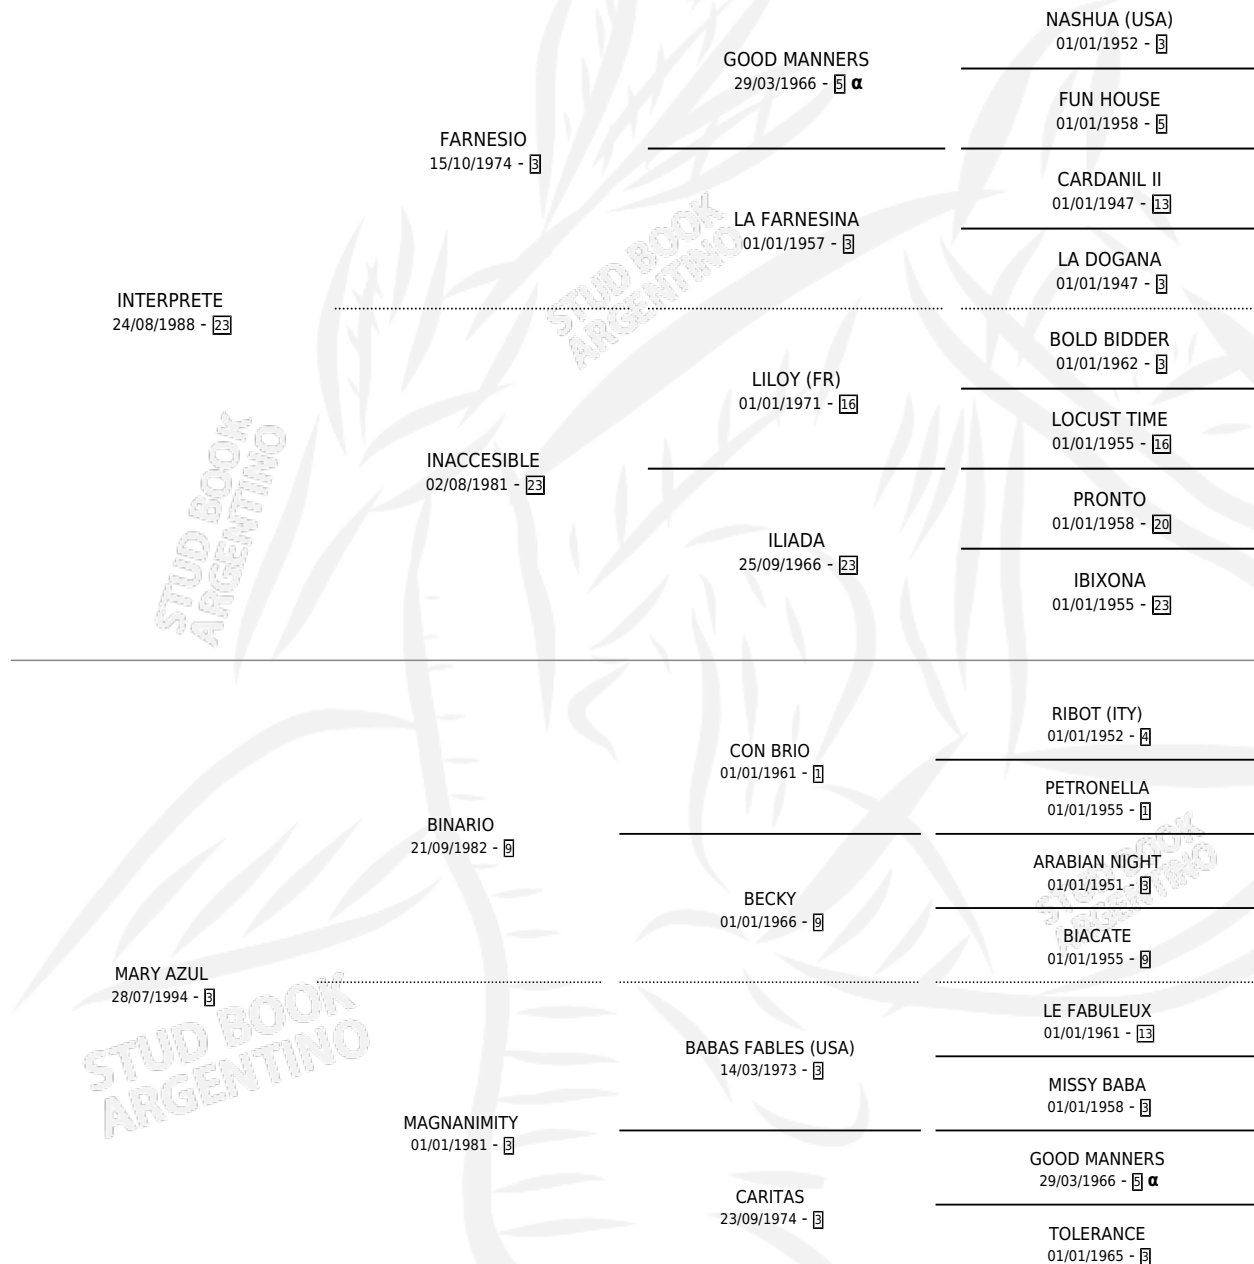 NASHUA (USA)
01/01/1952 - 3
GOOD MANNERS
29/03/1966 - 5 α
FUN HOUSE
01/01/1958 - 5
FARNESIO
15/10/1974 - 3
CARDANIL II
01/01/1947 - 13
LA FARNESINA
01/01/1957 - 3
LA DOGANA
01/01/1947 - 3
INTERPRETE
24/08/1988 - 23
BOLD BIDDER
01/01/1962 - 3
LILOY (FR)
01/01/1971 - 16
LOCUST TIME
01/01/1955 - 16
INACCESIBLE
02/08/1981 - 23
PRONTO
01/01/1958 - 20
ILIADA
25/09/1966 - 23
IBIXONA
01/01/1955 - 23
RIBOT (ITY)
01/01/1952 - 4
CON BRIO
01/01/1961 - 1
PETRONELLA
01/01/1955 - 1
BINARIO
21/09/1982 - 9
ARABIAN NIGHT
01/01/1951 - 3
BECKY
01/01/1966 - 9
BIACATE
01/01/1955 - 9
MARY AZUL
28/07/1994 - 3
LE FABULEUX
01/01/1961 - 13
BABAS FABLES (USA)
14/03/1973 - 3
MISSY BABA
01/01/1958 - 3
MAGNANIMITY
01/01/1981 - 3
GOOD MANNERS
29/03/1966 - 5 α
CARITAS
23/09/1974 - 3
TOLERANCE
01/01/1965 - 3
STUD BOOK
ARGENTINO
STUD BOOK
ARGENTINO
STUD BOOK
ARGENTINO
STUD BOOK
ARGENTINO